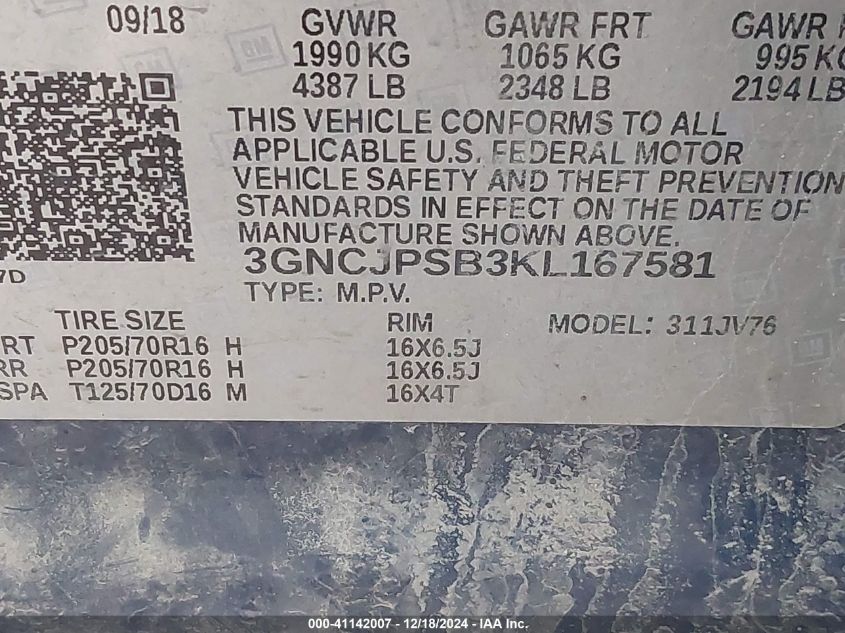 09/18 GVWR GAWR FRT GAWR
1990 KG 1065 KG 995 KG
4387 LB 2348 LB 2194 LB
THIS VEHICLE CONFORMS TO ALL
APPLICABLE U.S. FEDERAL MOTOR
VEHICLE SAFETY AND THEFT PREVENTION
STANDARDS IN EFFECT ON THE DATE OF
MANUFACTURE SHOWN ABOVE.
3GNCJPSB3KL167581
7D
TYPE: M.P.V.
TIRE SIZE RIM MODEL: 311JV76
RT P205/70R16 H 16X6.5J
RR P205/70R16 H 16X6.5J
SPA T125/70D16 M 16X4T
000-41142007 - 12/18/2024 - IAA Inc.